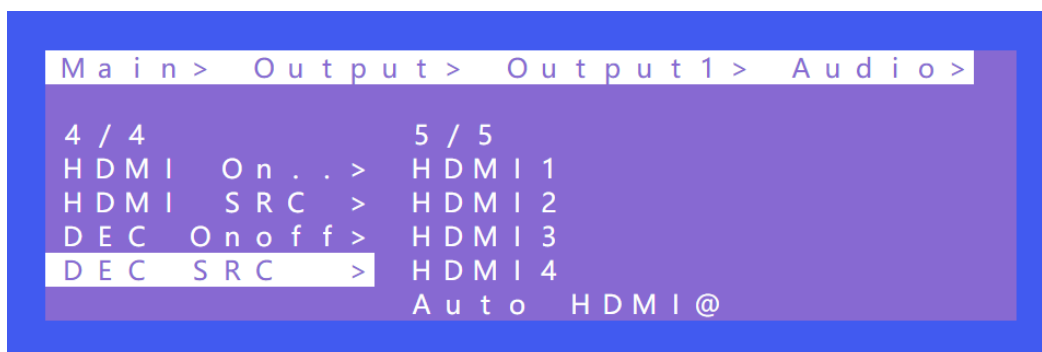 Main> Output> Output1> Audio>
4/4 5/5
HDMI On..> HDMI1
HDMI SRC > HDMI2
DEC Onoff> HDMI3
DEC SRC > HDMI4
Auto HDMI@